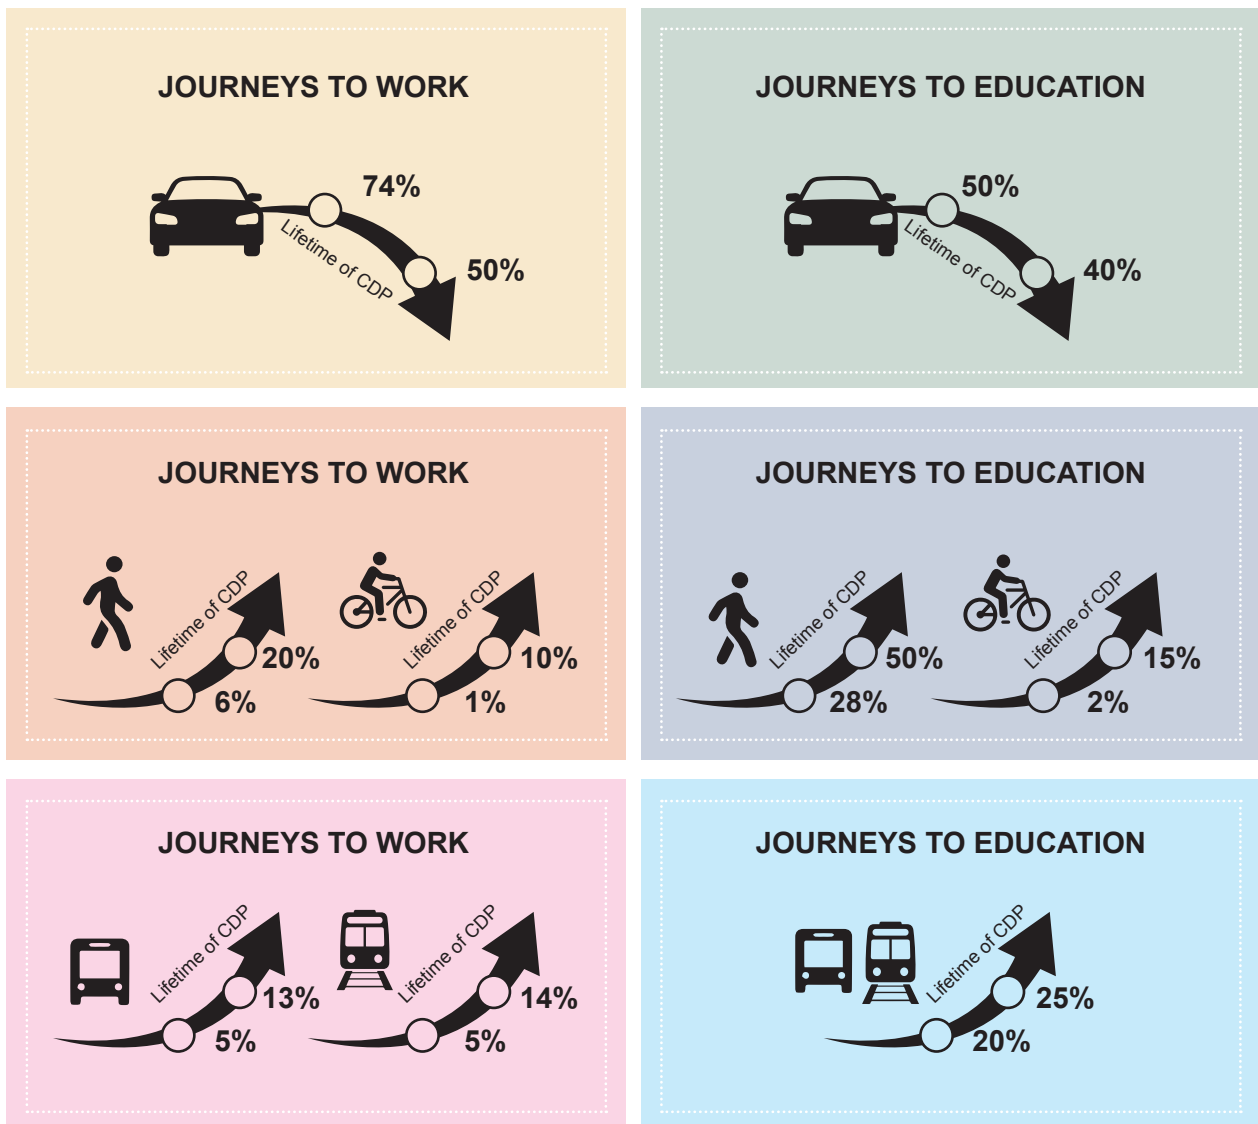 JOURNEYS TO WORK
74%
Lifetime of CDP
50%
JOURNEYS TO EDUCATION
50%
Lifetime of CDP
40%
JOURNEYS TO WORK
Lifetime of CDP
20%
6%
Lifetime of CDP
10%
1%
JOURNEYS TO EDUCATION
Lifetime of CDP
50%
28%
Lifetime of CDP
15%
2%
JOURNEYS TO WORK
Lifetime of CDP
13%
5%
Lifetime of CDP
14%
5%
JOURNEYS TO EDUCATION
Lifetime of CDP
25%
20%